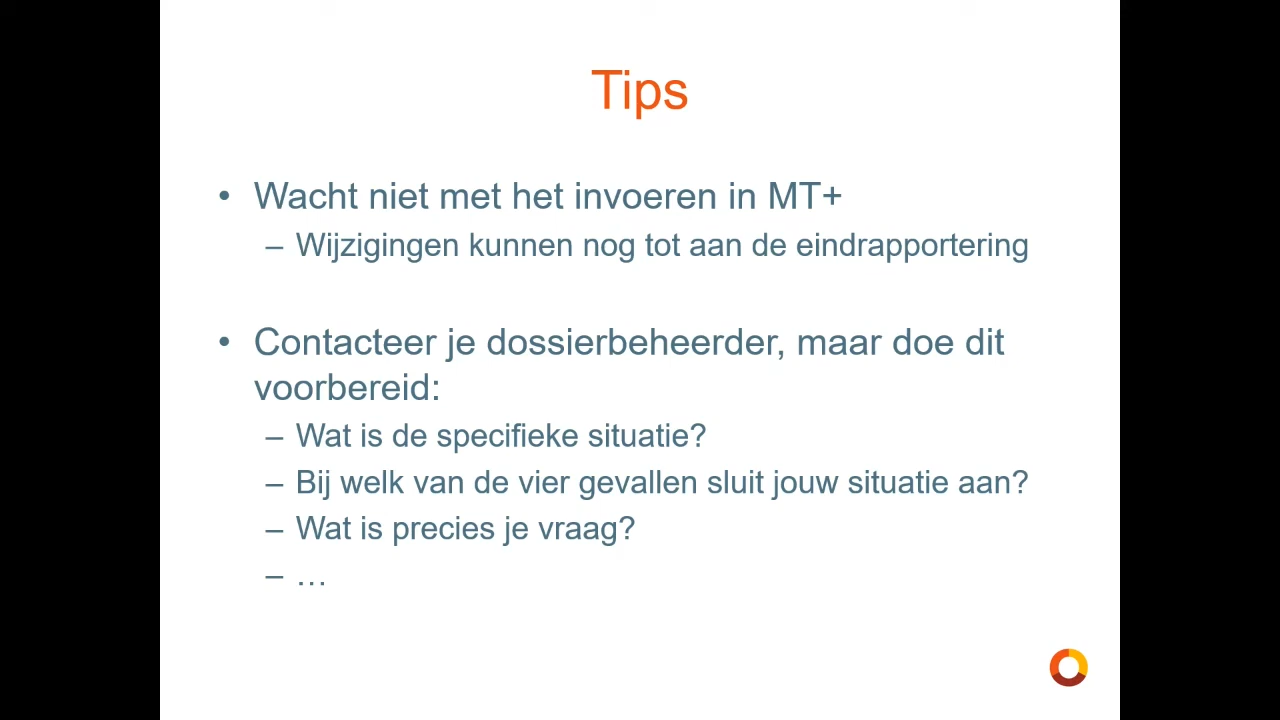 Tips
• Wacht niet met het invoeren in MT+
– Wijzigingen kunnen nog tot aan de eindrapportering
• Contacteer je dossierbeheerder, maar doe dit
voorbereid:
– Wat is de specifieke situatie?
– Bij welk van de vier gevallen sluit jouw situatie aan?
– Wat is precies je vraag?
– …